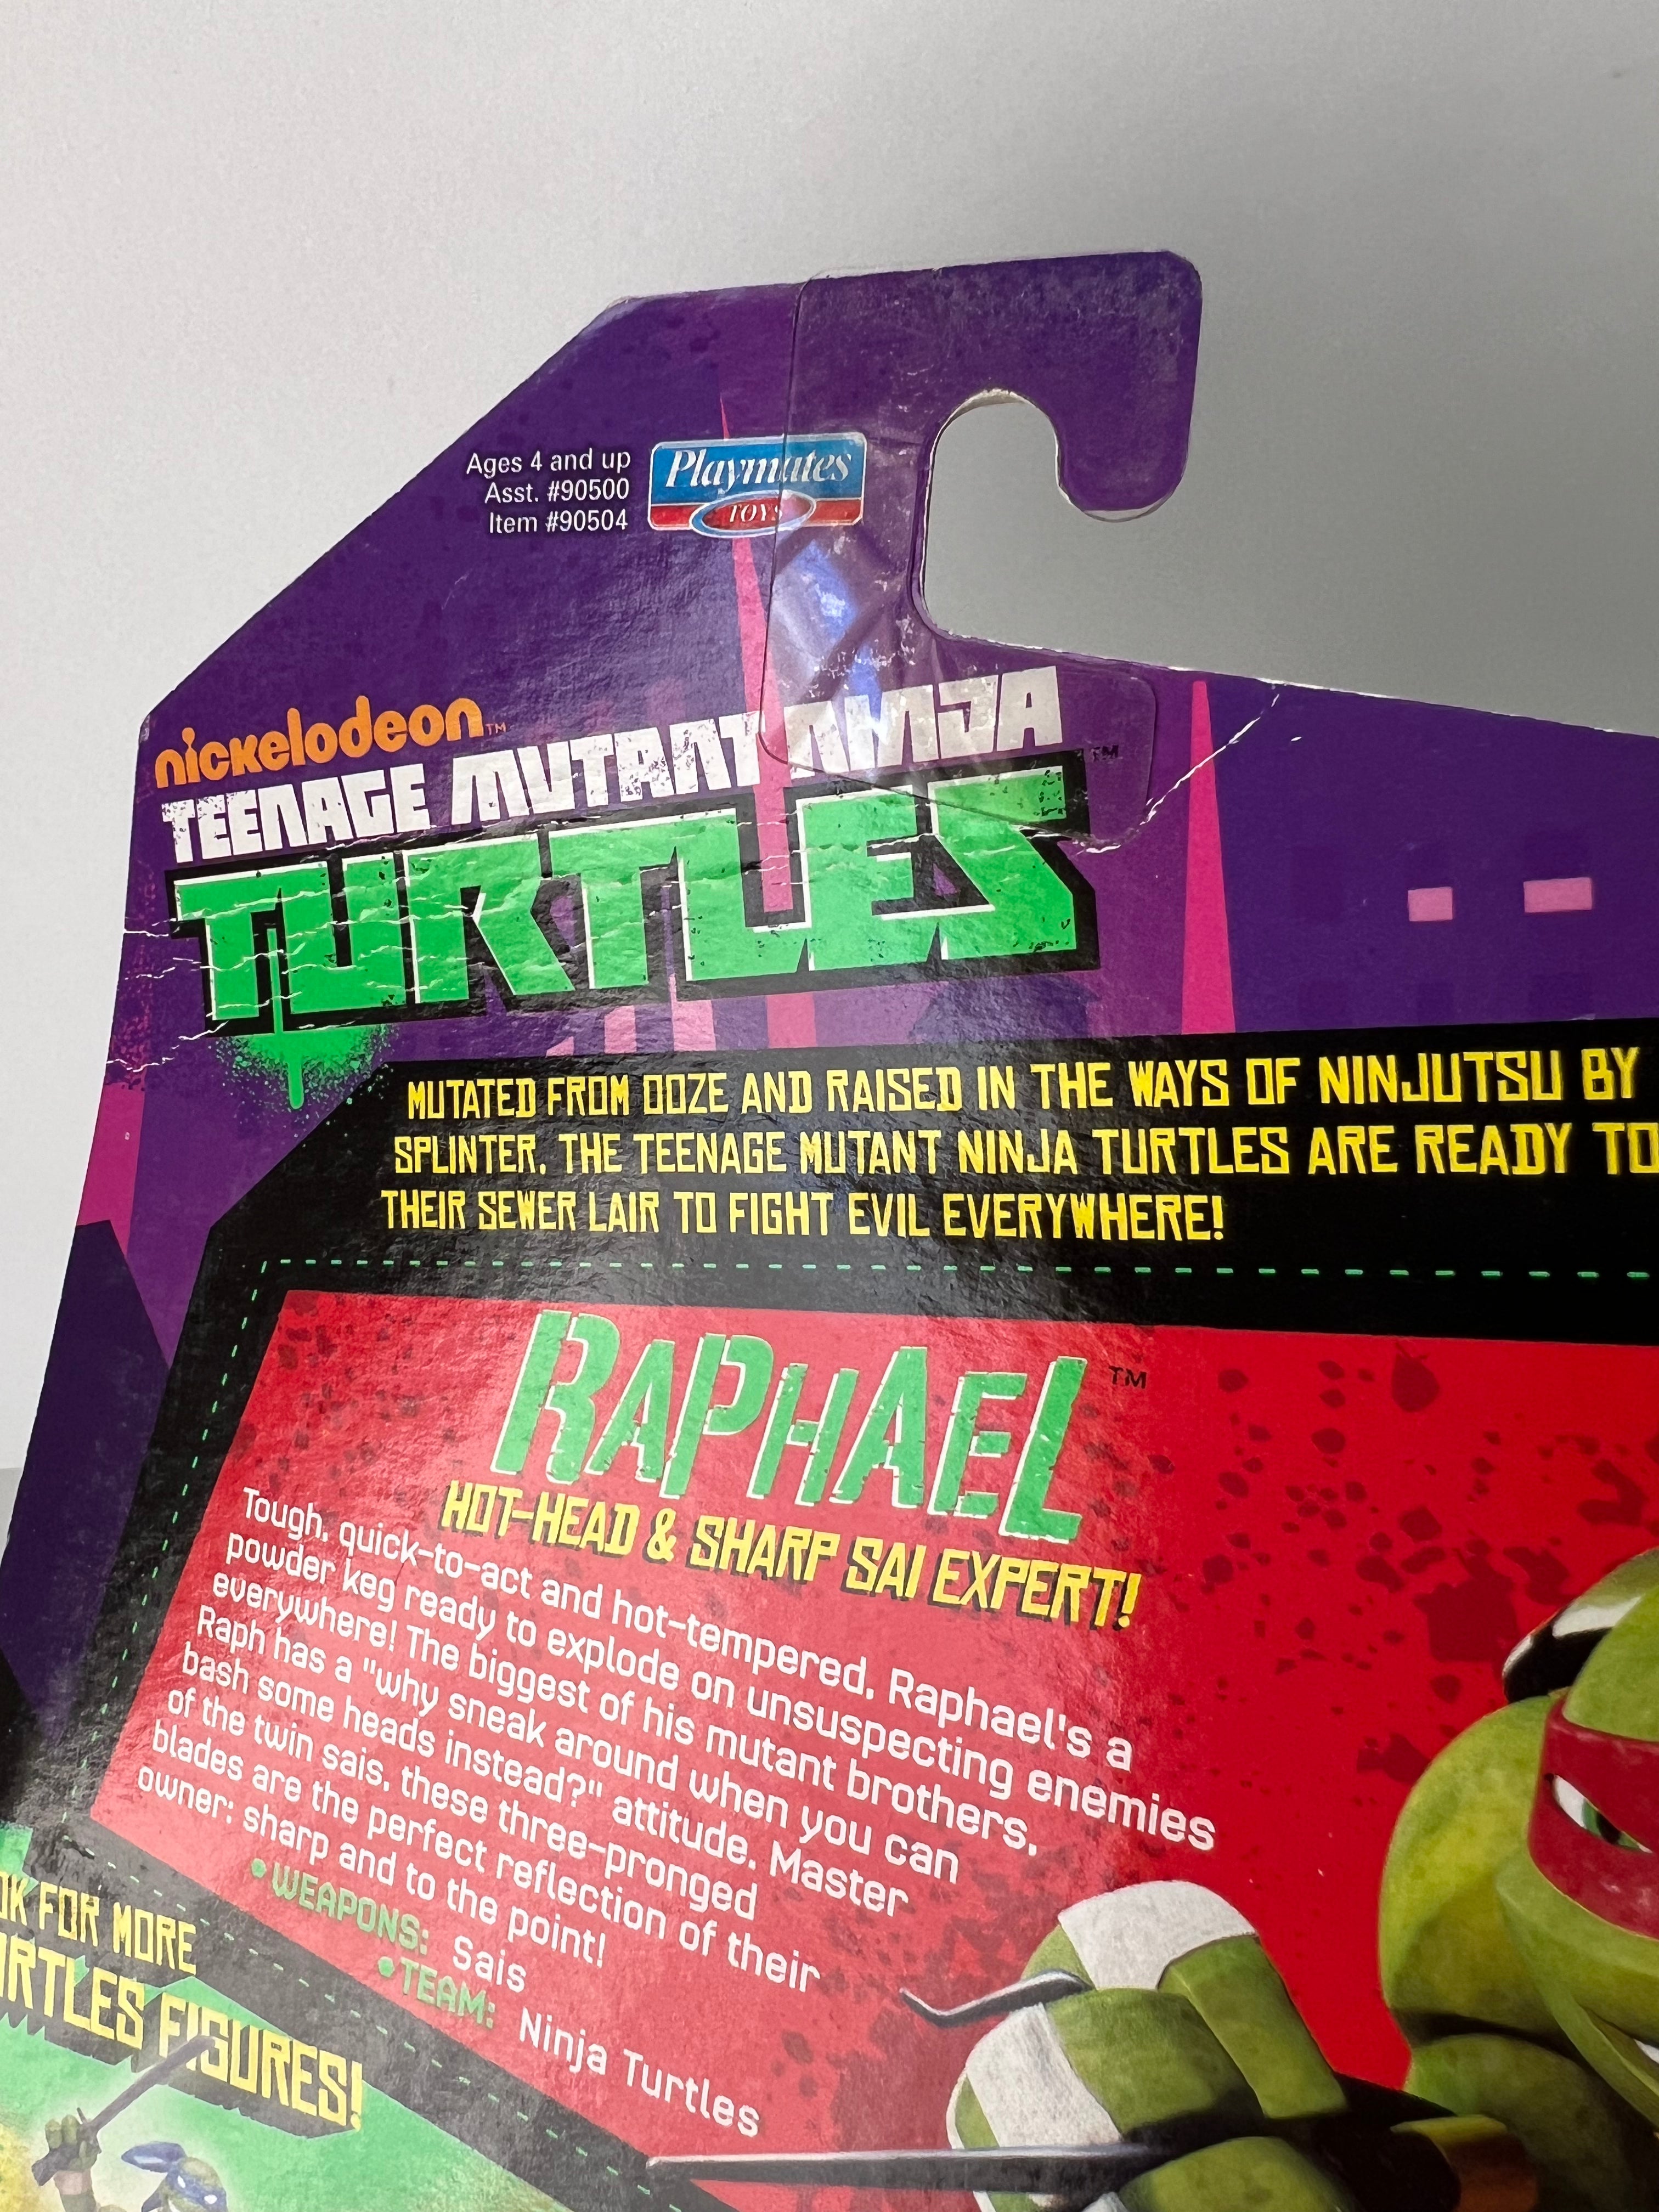 Ages 4 and up
Asst. #90500
Item #90504
Playmates
TOYS
nickelodeon™
TEENAGE MUTANT NINJA
TURTLES™
MUTATED FROM OOZE AND RAISED IN THE WAYS OF NINJUTSU BY
SPLINTER, THE TEENAGE MUTANT NINJA TURTLES ARE READY TO
THEIR SEWER LAIR TO FIGHT EVIL EVERYWHERE!
RAPHAEL™
HOT-HEAD & SHARP SAI EXPERT!
Tough, quick-to-act and hot-tempered, Raphael's a
powder keg ready to explode on unsuspecting enemies
everywhere! The biggest of his mutant brothers,
Raph has a "why sneak around when you can
bash some heads instead?" attitude. Master
of the twin sais, these three-pronged
blades are the perfect reflection of their
owner: sharp and to the point!
•WEAPONS: Sais
•TEAM: Ninja Turtles
FOR MORE
FIGURES!